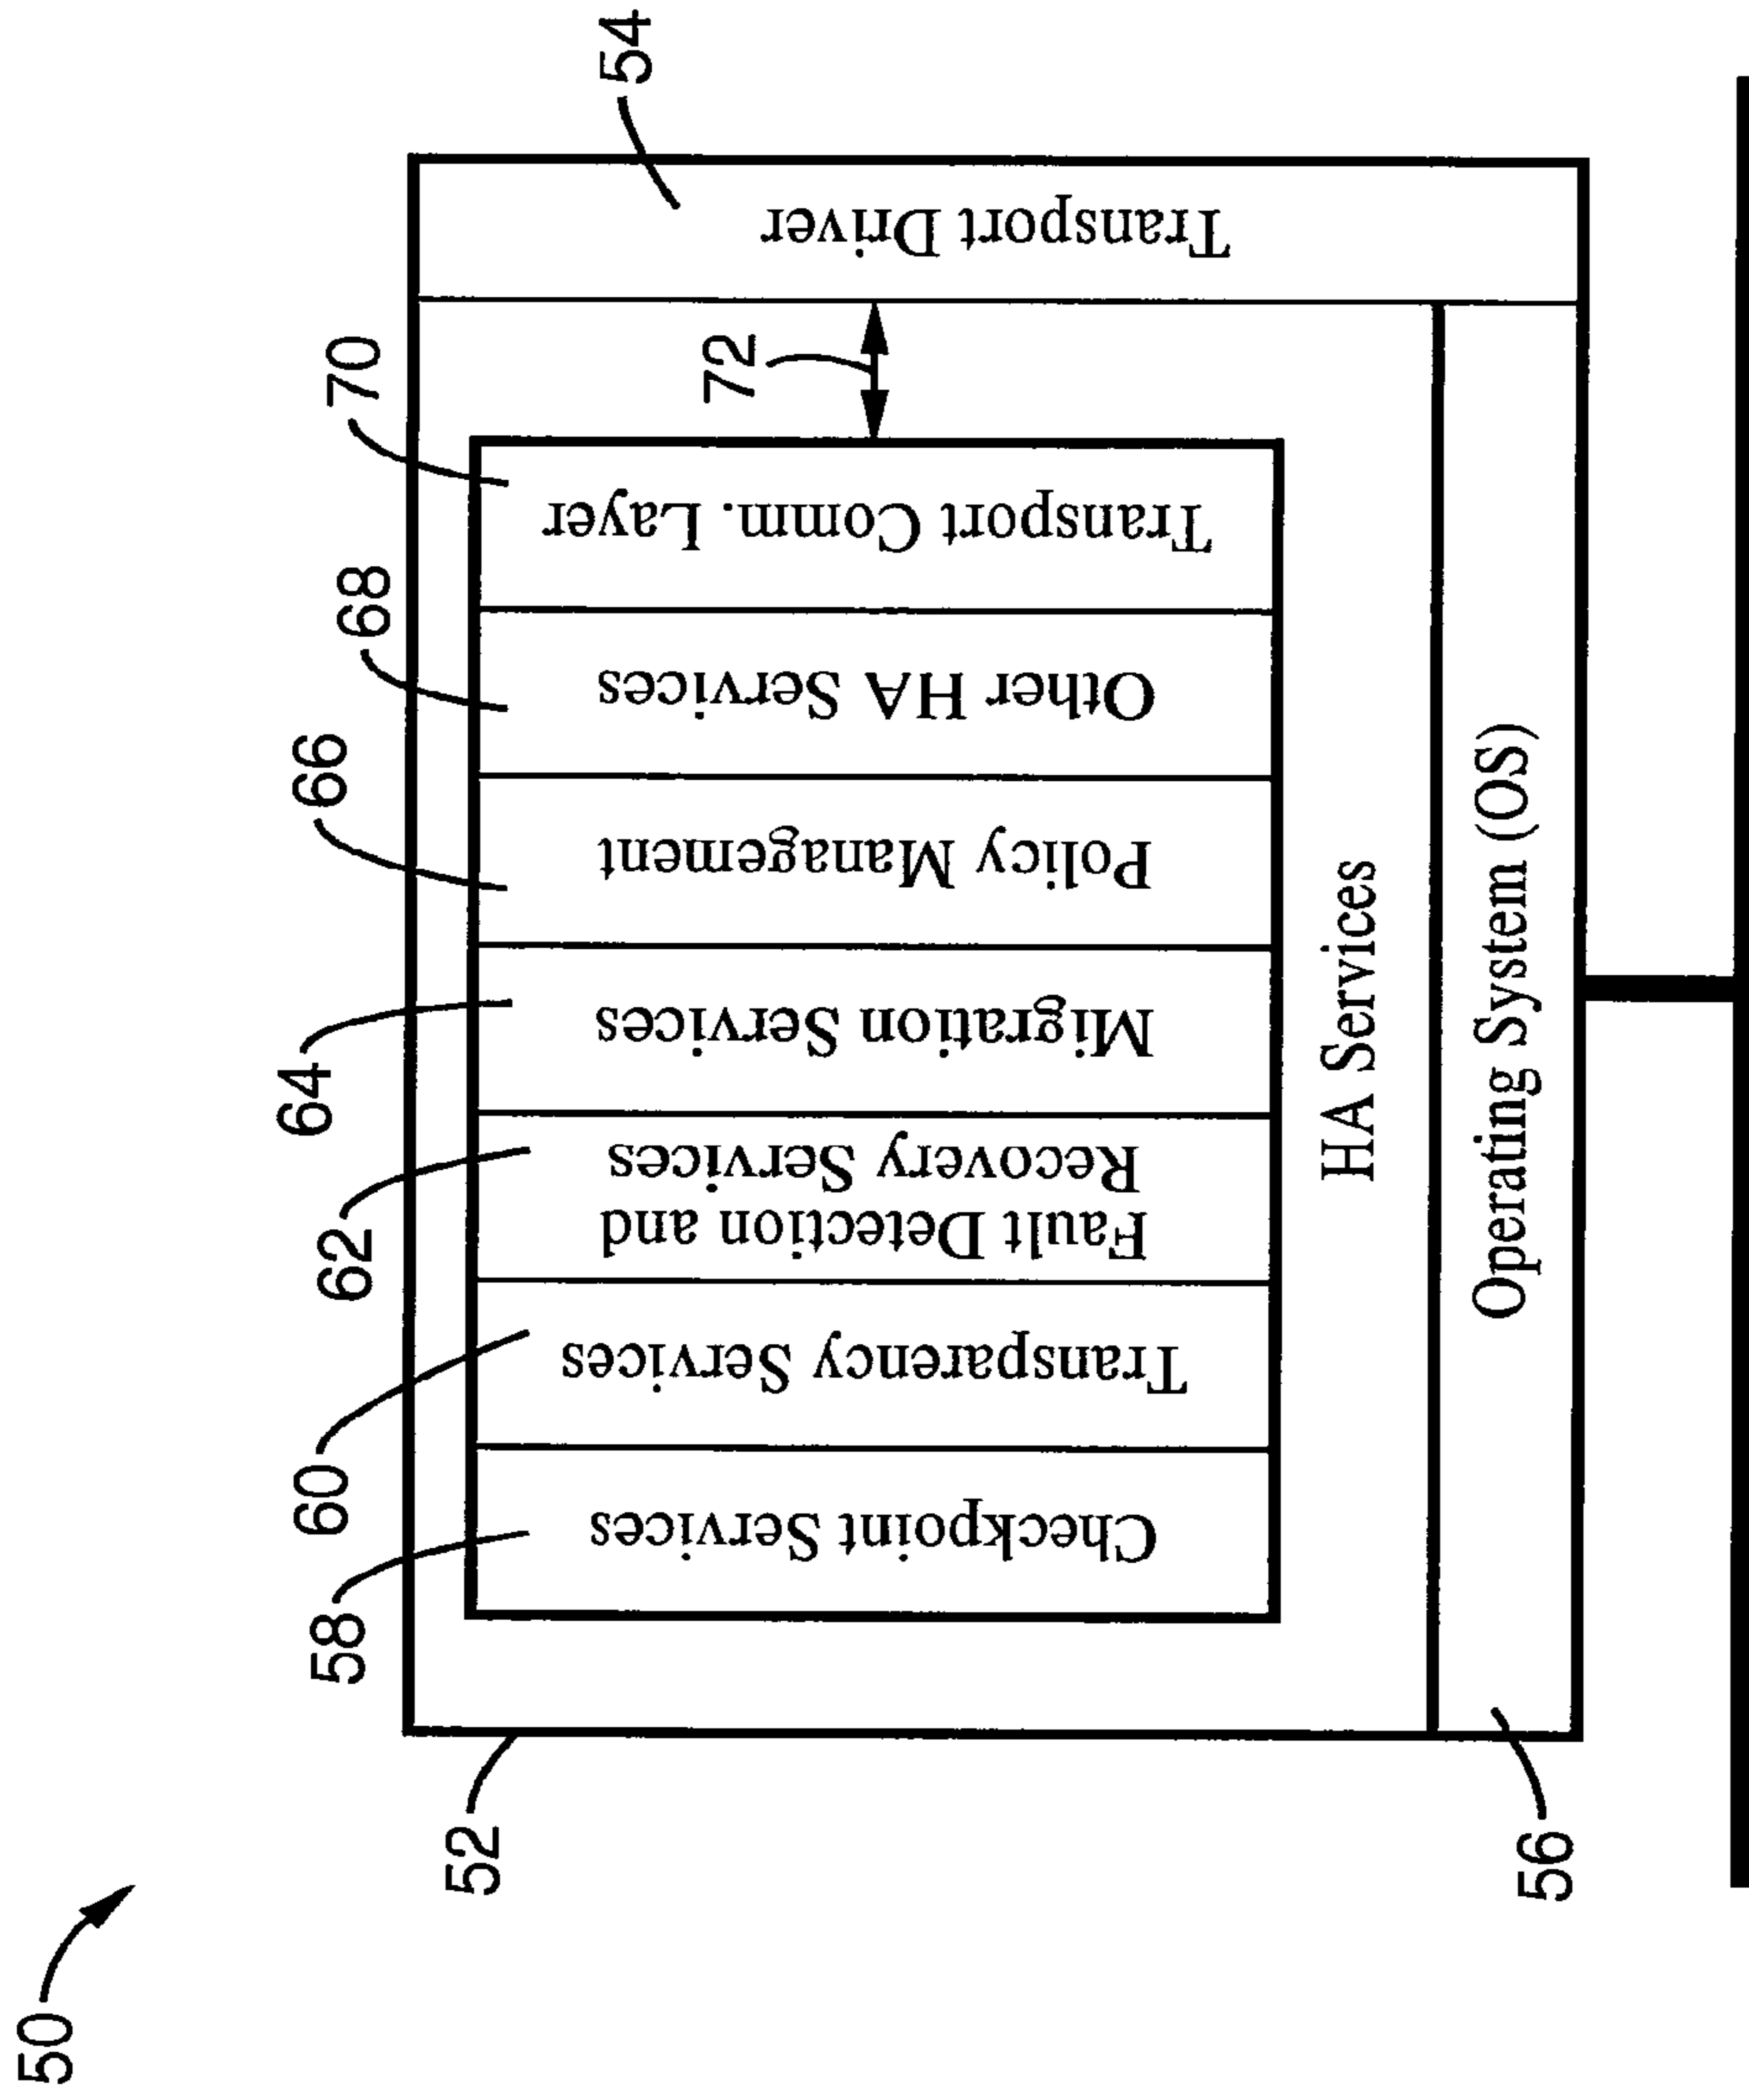 50
52
58
60
62
64
66
68
70
54
72
Checkpoint Services
Transparency Services
Fault Detection and
Recovery Services
Migration Services
Policy Management
Other HA Services
Transport Comm. Layer
Transport Driver
HA Services
Operating System (OS)
56